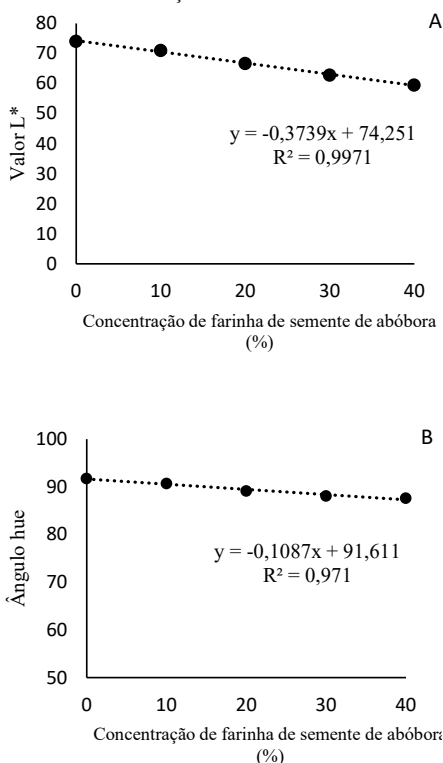 A
80
70
60
50
40
30
20
10
0
Valor L*
y = -0,3739x + 74,251
R² = 0,9971
0 10 20 30 40
Concentração de farinha de semente de abóbora
(%)
B
100
90
80
70
60
50
Ângulo hue
y = -0,1087x + 91,611
R² = 0,971
0 10 20 30 40
Concentração de farinha de semente de abóbora
(%)